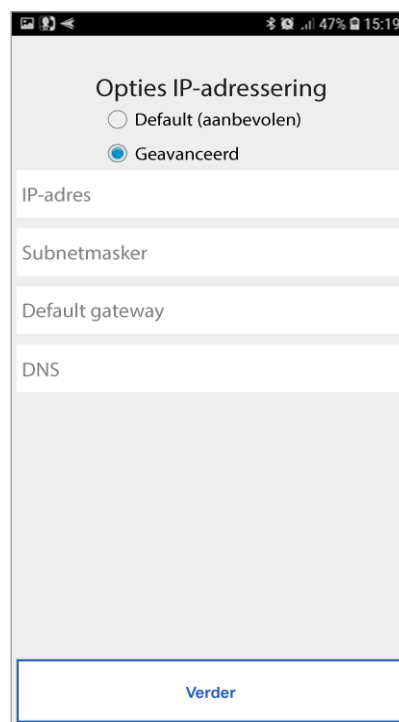 47% 15:19
Opties IP-adressering
Default (aanbevolen)
Geavanceerd
IP-adres
Subnetmasker
Default gateway
DNS
Verder